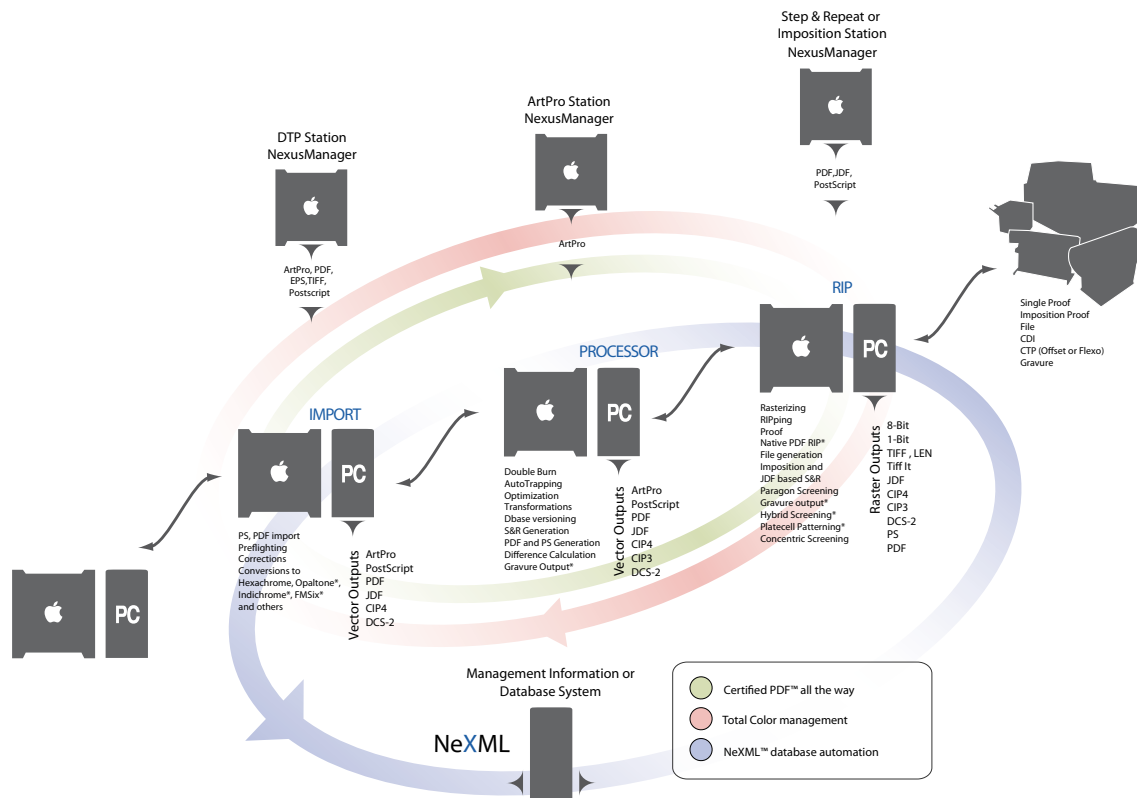 Step & Repeat or
Imposition Station
NexusManager
ArtPro Station
NexusManager
DTP Station
NexusManager
PDF,JDF,
PostScript
ArtPro
ArtPro, PDF,
EPS,TIFF,
Postscript
RIP
PC
Single Proof
Imposition Proof
File
CDI
CTP (Offset or Flexo)
Gravure
PROCESSOR
PC
IMPORT
PC
Rasterizing
RIPping
Proof
Native PDF RIP*
File generation
Imposition and
JDF based S&R
Paragon Screening
Gravure output*
Hybrid Screening*
Platecell Patterning*
Concentric Screening
Raster Outputs
8-Bit
1-Bit
TIFF , LEN
Tiff It
JDF
CIP4
CIP3
DCS-2
PS
PDF
Double Burn
AutoTrapping
Optimization
Transformations
Dbase versioning
S&R Generation
PDF and PS Generation
Difference Calculation
Gravure Output*
Vector Outputs
ArtPro
PostScript
PDF
JDF
CIP4
CIP3
DCS-2
PS, PDF import
Preflighting
Corrections
Conversions to
Hexachrome, Opaltone*,
Indichrome*, FMSix*
and others
Vector Outputs
ArtPro
PostScript
PDF
JDF
CIP4
DCS-2
PC
Management Information or
Database System
NeXML
Certified PDF™ all the way
Total Color management
NeXML™ database automation